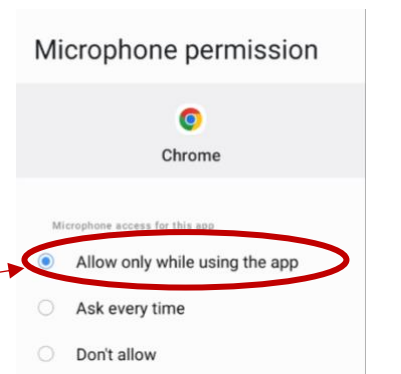 Microphone permission
Chrome
Microphone access for this app
Allow only while using the app
Ask every time
Don't allow